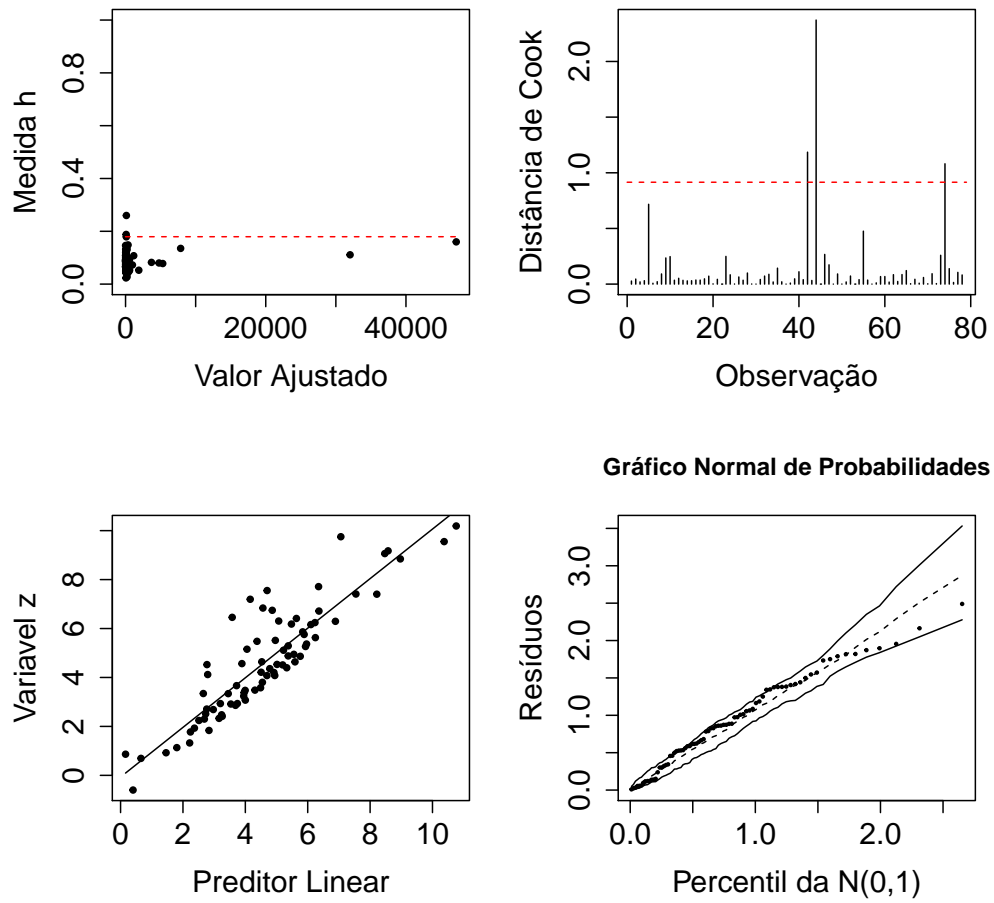 Medida h
0.0 0.4 0.8
0 20000 40000
Valor Ajustado
Distância de Cook
0.0 1.0 2.0
0 20 40 60 80
Observação
Variavel z
0 2 4 6 8
0 2 4 6 8 10
Preditor Linear
Gráfico Normal de Probabilidades
Resíduos
0.0 1.0 2.0 3.0
0.0 1.0 2.0
Percentil da N(0,1)